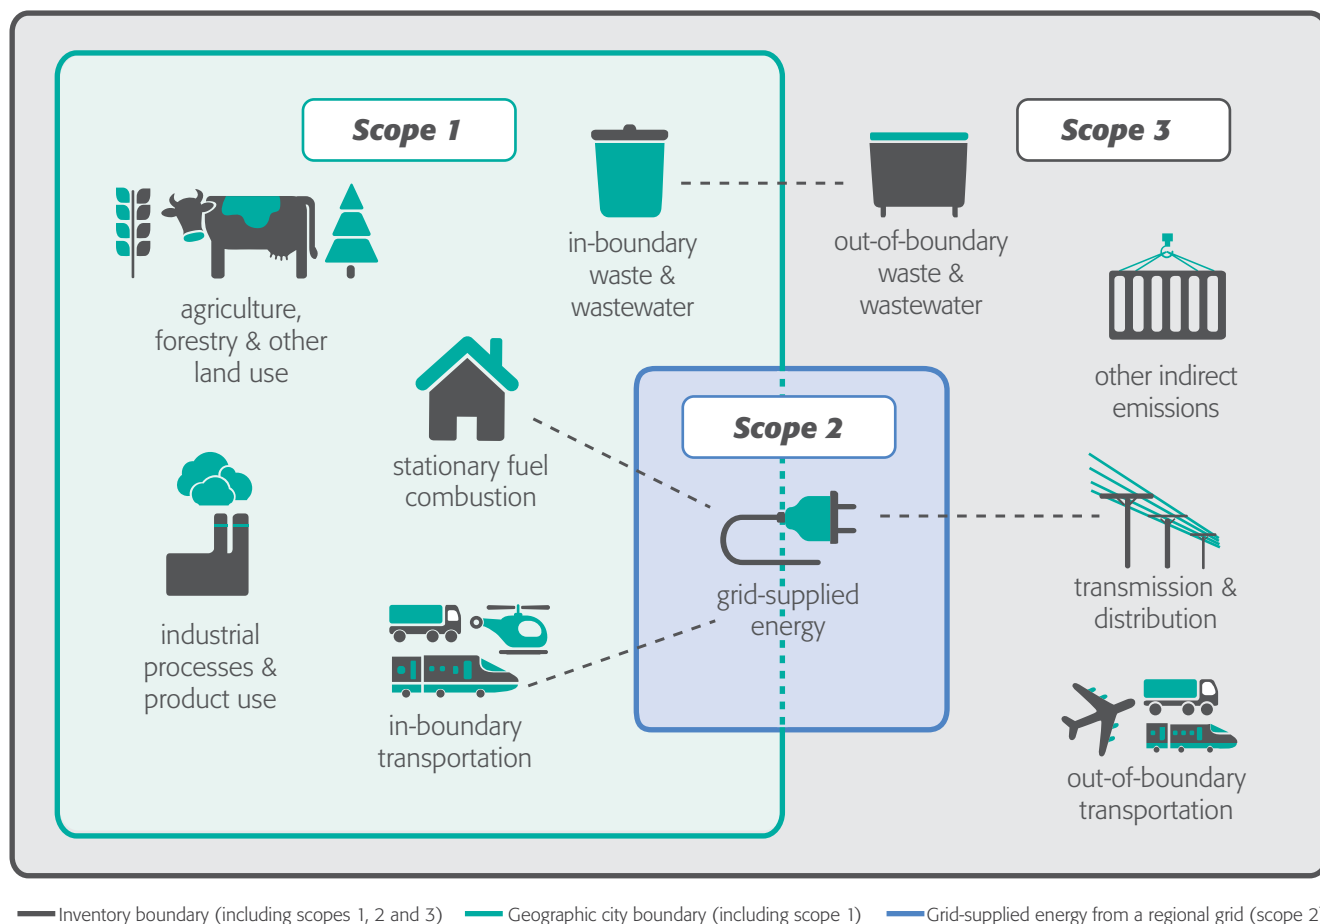 Scope 1
Scope 3
in-boundary
waste &
wastewater
out-of-boundary
waste &
wastewater
agriculture,
forestry & other
land use
other indirect
emissions
Scope 2
stationary fuel
combustion
grid-supplied
energy
transmission &
distribution
industrial
processes &
product use
in-boundary
transportation
out-of-boundary
transportation
Inventory boundary (including scopes 1, 2 and 3)
Geographic city boundary (including scope 1)
Grid-supplied energy from a regional grid (scope 2)